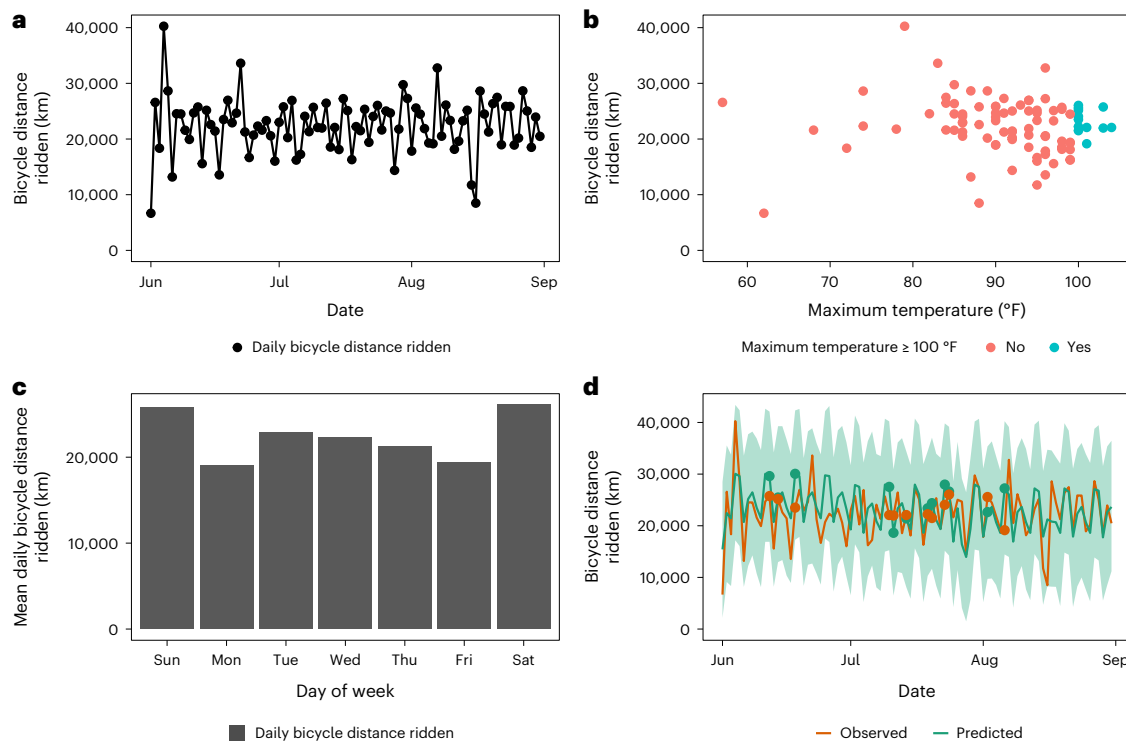 a
40,000
30,000
20,000
10,000
0
Bicycle distance
ridden (km)
Jun
Jul
Aug
Sep
Date
Daily bicycle distance ridden
b
40,000
30,000
20,000
10,000
0
Bicycle distance
ridden (km)
60
70
80
90
100
Maximum temperature (°F)
Maximum temperature ≥ 100 °F
No
Yes
c
20,000
10,000
0
Mean daily bicycle distance
ridden (km)
Sun
Mon
Tue
Wed
Thu
Fri
Sat
Day of week
Daily bicycle distance ridden
d
40,000
30,000
20,000
10,000
0
Bicycle distance
ridden (km)
Jun
Jul
Aug
Sep
Date
Observed
Predicted